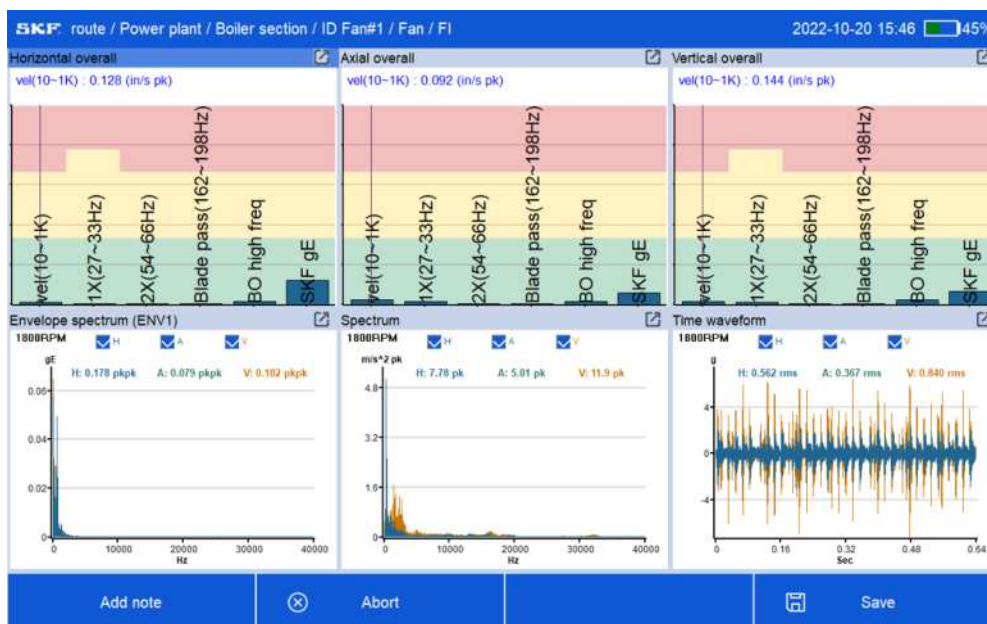 SKF route / Power plant / Boiler section / ID Fan#1 / Fan / FI 2022-10-20 15:46 45%
Horizontal overall
vel(10~1K) : 0.128 (in/s pk)
vel(10~1K)
1X(27~33Hz)
2X(54~66Hz)
Blade pass(162~198Hz)
BO high freq
SKF gE
Axial overall
vel(10~1K) : 0.092 (in/s pk)
vel(10~1K)
1X(27~33Hz)
2X(54~66Hz)
Blade pass(162~198Hz)
BO high freq
SKF gE
Vertical overall
vel(10~1K) : 0.144 (in/s pk)
vel(10~1K)
1X(27~33Hz)
2X(54~66Hz)
Blade pass(162~198Hz)
BO high freq
SKF gE
Envelope spectrum (ENV1)
1800RPM H A V
gE
H: 0.178 pkpk A: 0.079 pkpk V: 0.102 pkpk
0.06
0.04
0.02
0
0 10000 20000 30000 40000
Hz
Spectrum
1800RPM H A V
m/s^2 pk
H: 7.78 pk A: 5.01 pk V: 11.9 pk
4.8
3.2
1.6
0
0 10000 20000 30000 40000
Hz
Time waveform
1800RPM H A V
g
H: 0.562 rms A: 0.367 rms V: 0.840 rms
4
0
-4
0 0.16 0.32 0.48 0.64
Sec
Add note Abort Save